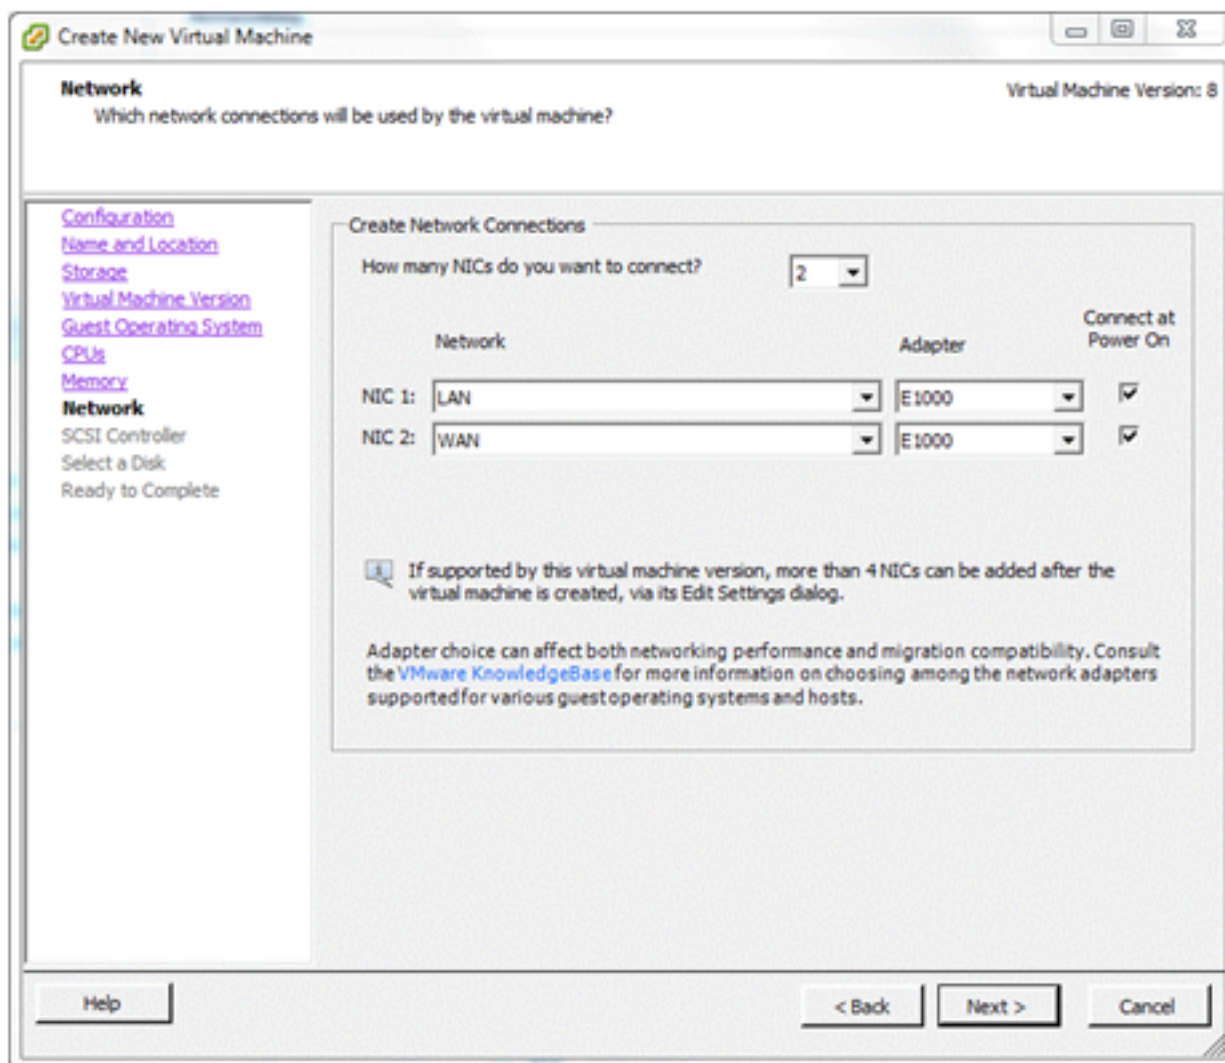 Create New Virtual Machine
Network
Which network connections will be used by the virtual machine?
Virtual Machine Version: 8
Configuration
Name and Location
Storage
Virtual Machine Version
Guest Operating System
CPUs
Memory
Network
SCSI Controller
Select a Disk
Ready to Complete
Create Network Connections
How many NICs do you want to connect? 2
Network
Adapter
Connect at
Power On
NIC 1: LAN E1000
NIC 2: WAN E1000
If supported by this virtual machine version, more than 4 NICs can be added after the
virtual machine is created, via its Edit Settings dialog.
Adapter choice can affect both networking performance and migration compatibility. Consult
the VMware KnowledgeBase for more information on choosing among the network adapters
supported for various guest operating systems and hosts.
Help
< Back
Next >
Cancel